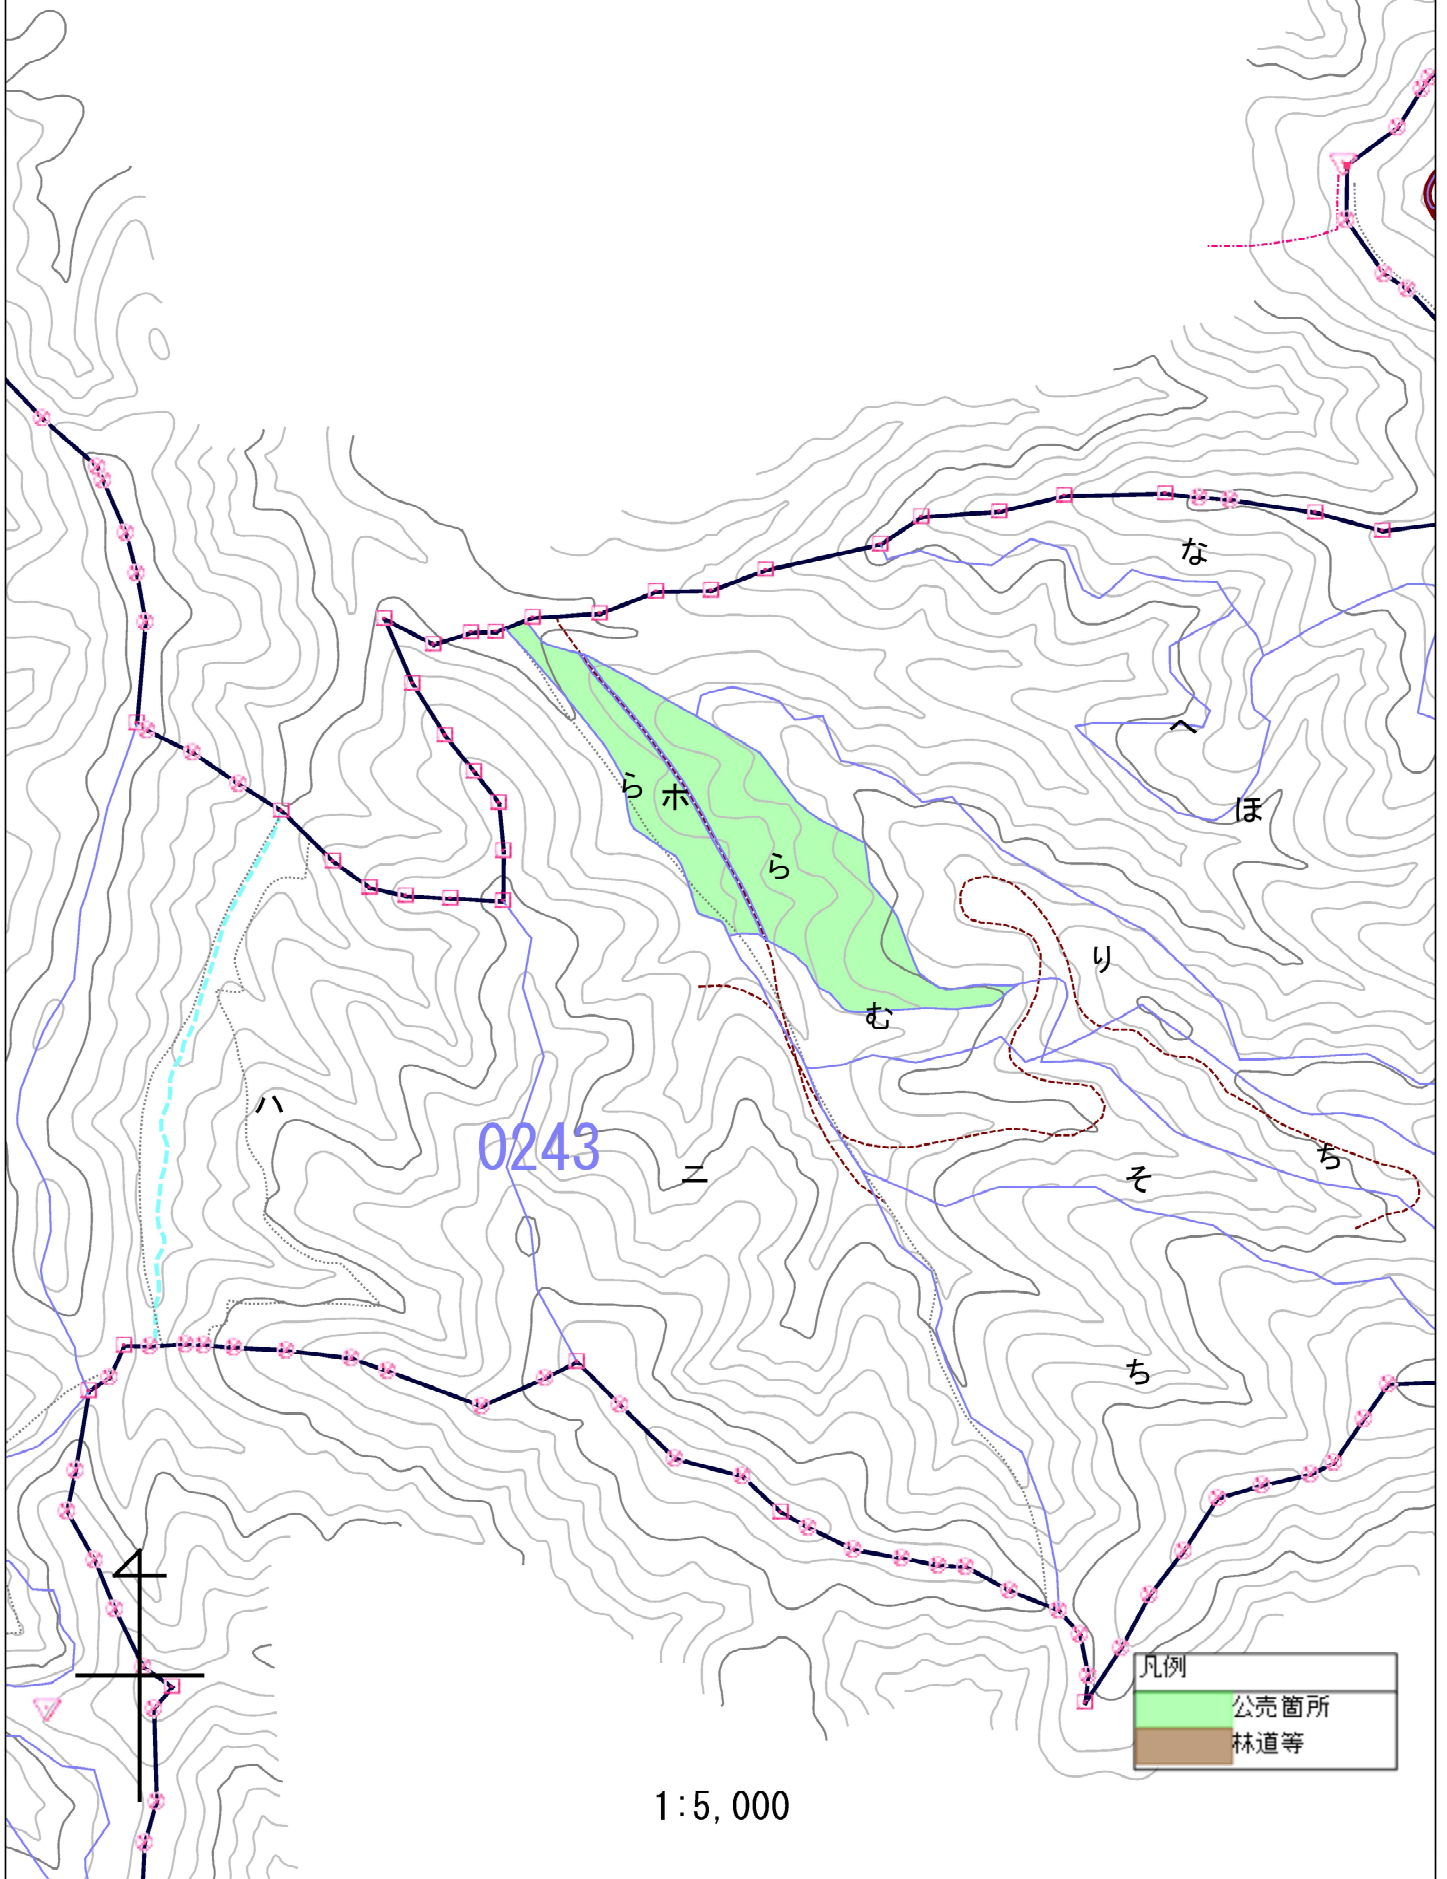 な
へ
ほ
ら
ホ
ら
り
む
ハ
0243
ニ
ち
そ
ち
凡例
公売箇所
林道等
1:5,000